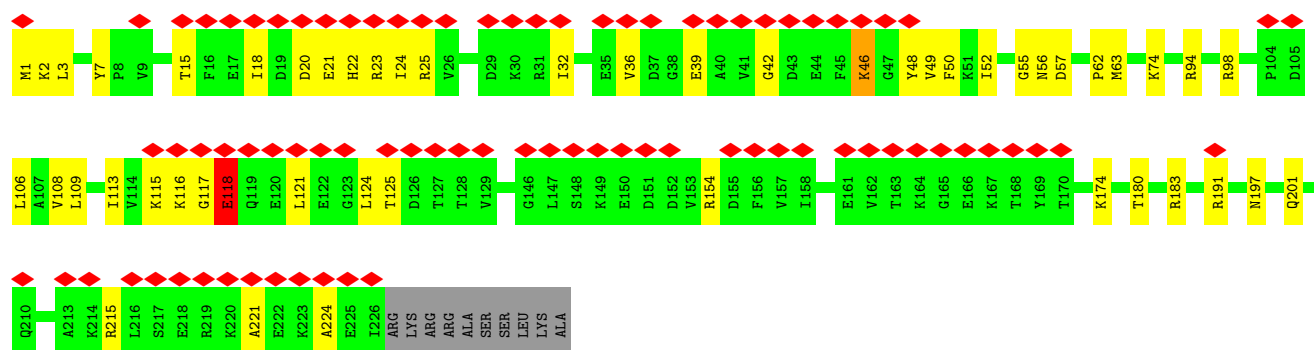 M1 K2 L3 Y7 P8 V9 T15 F16 E17 I18 D19 D20 E21 H22 R23 I24 R25 V26 D29 K30 R31 I32 E35 V36 D37 G38 E39 A40 V41 G42 D43 E44 F45 K46 G47 Y48 V49 F50 K51 I52 G55 N56 D57 P62 M63 K74 R94 R98 P104 D105
L106 A107 V108 L109 I113 V114 K115 K116 G117 E118 Q119 E120 L121 E122 G123 L124 T125 D126 T127 T128 V129 G146 L147 S148 K149 E150 D151 D152 V153 R154 D155 F156 V157 I158 E161 V162 T163 K164 G165 E166 K167 T168 Y169 T170 K174 T180 R183 R191 N197 Q201
Q210 A213 K214 R215 L216 S217 E218 R219 K220 A221 E222 K223 A224 E225 I226 ARG LYS ARG ARG ALA SER SER LEU LYS ALA